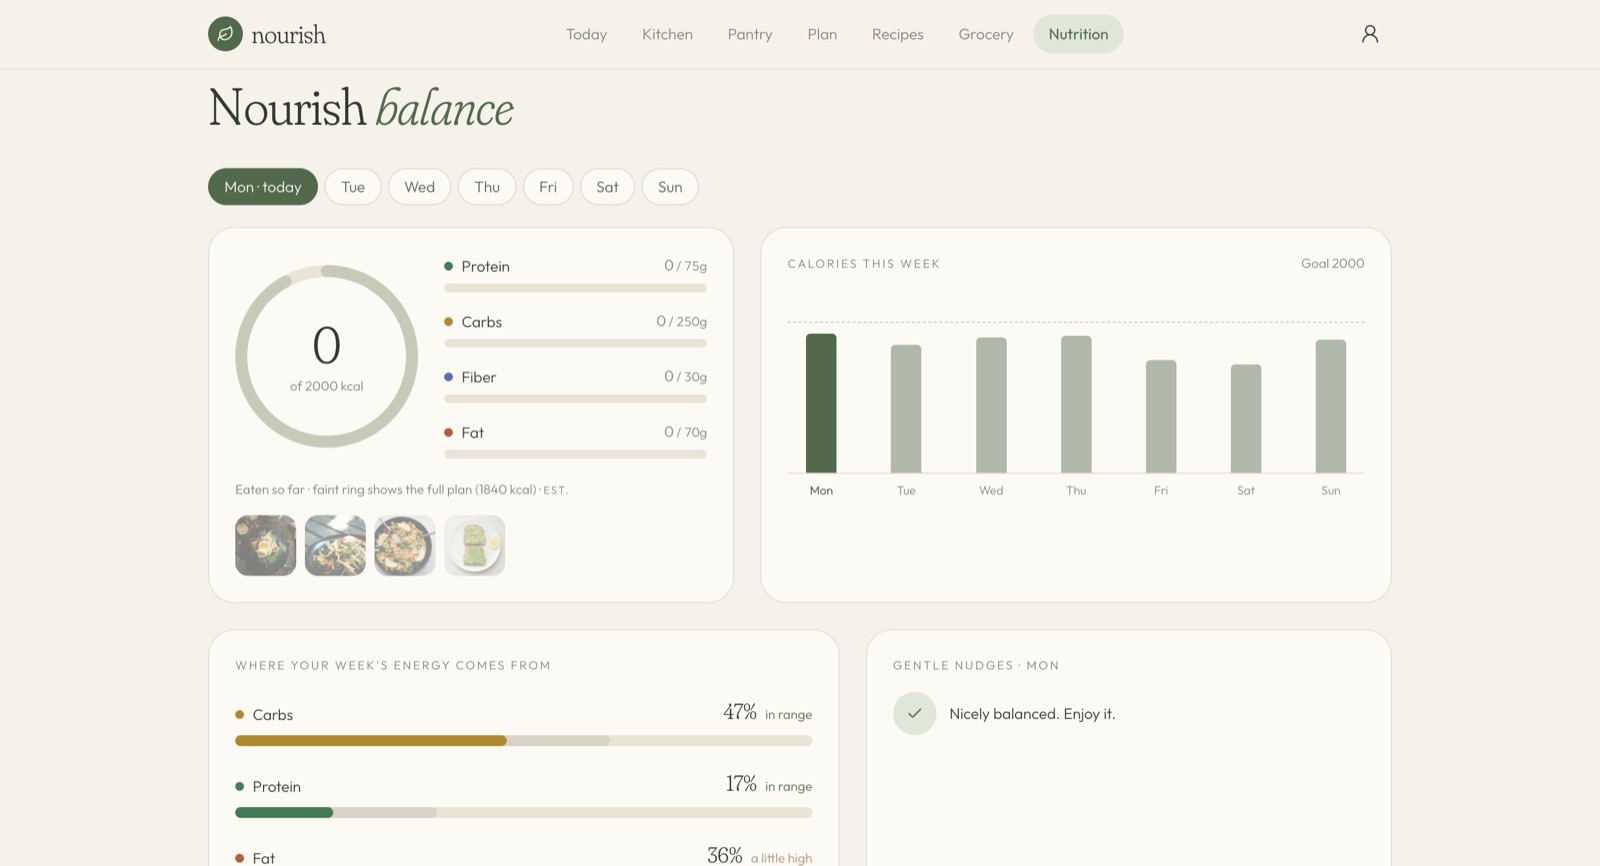 nourish
Today
Kitchen
Pantry
Plan
Recipes
Grocery
Nutrition
Nourish balance
Mon · today
Tue
Wed
Thu
Fri
Sat
Sun
0
of 2000 kcal
Protein 0 / 75g
Carbs 0 / 250g
Fiber 0 / 30g
Fat 0 / 70g
Eaten so far · faint ring shows the full plan (1840 kcal) · EST.
CALORIES THIS WEEK
Goal 2000
Mon
Tue
Wed
Thu
Fri
Sat
Sun
WHERE YOUR WEEK'S ENERGY COMES FROM
Carbs 47% in range
Protein 17% in range
Fat 36% a little high
GENTLE NUDGES · MON
Nicely balanced. Enjoy it.